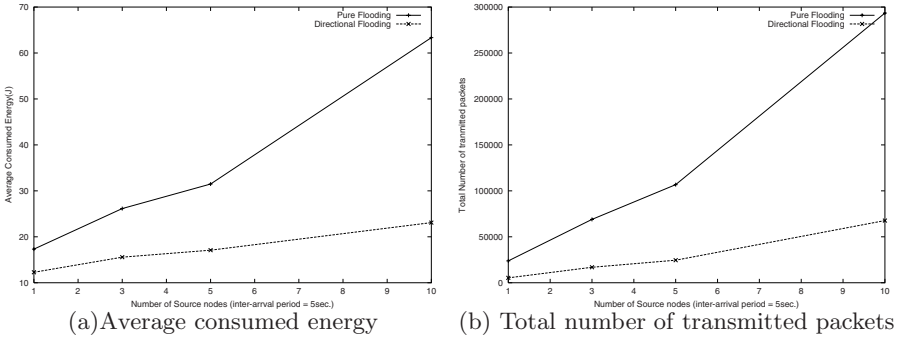 Pure Flooding
Directional Flooding
70
60
50
40
30
20
10
Average Consumed Energy(J)
1 2 3 4 5 6 7 8 9 10
Number of Source nodes (inter-arrval period = 5sec.)
(a)Average consumed energy
Pure Flooding
Directional Flooding
300000
250000
200000
150000
100000
50000
0
Total Number of tranmitted packets
1 2 3 4 5 6 7 8 9 10
Number of Source nodes (inter-arrval period = 5sec.)
(b) Total number of transmitted packets